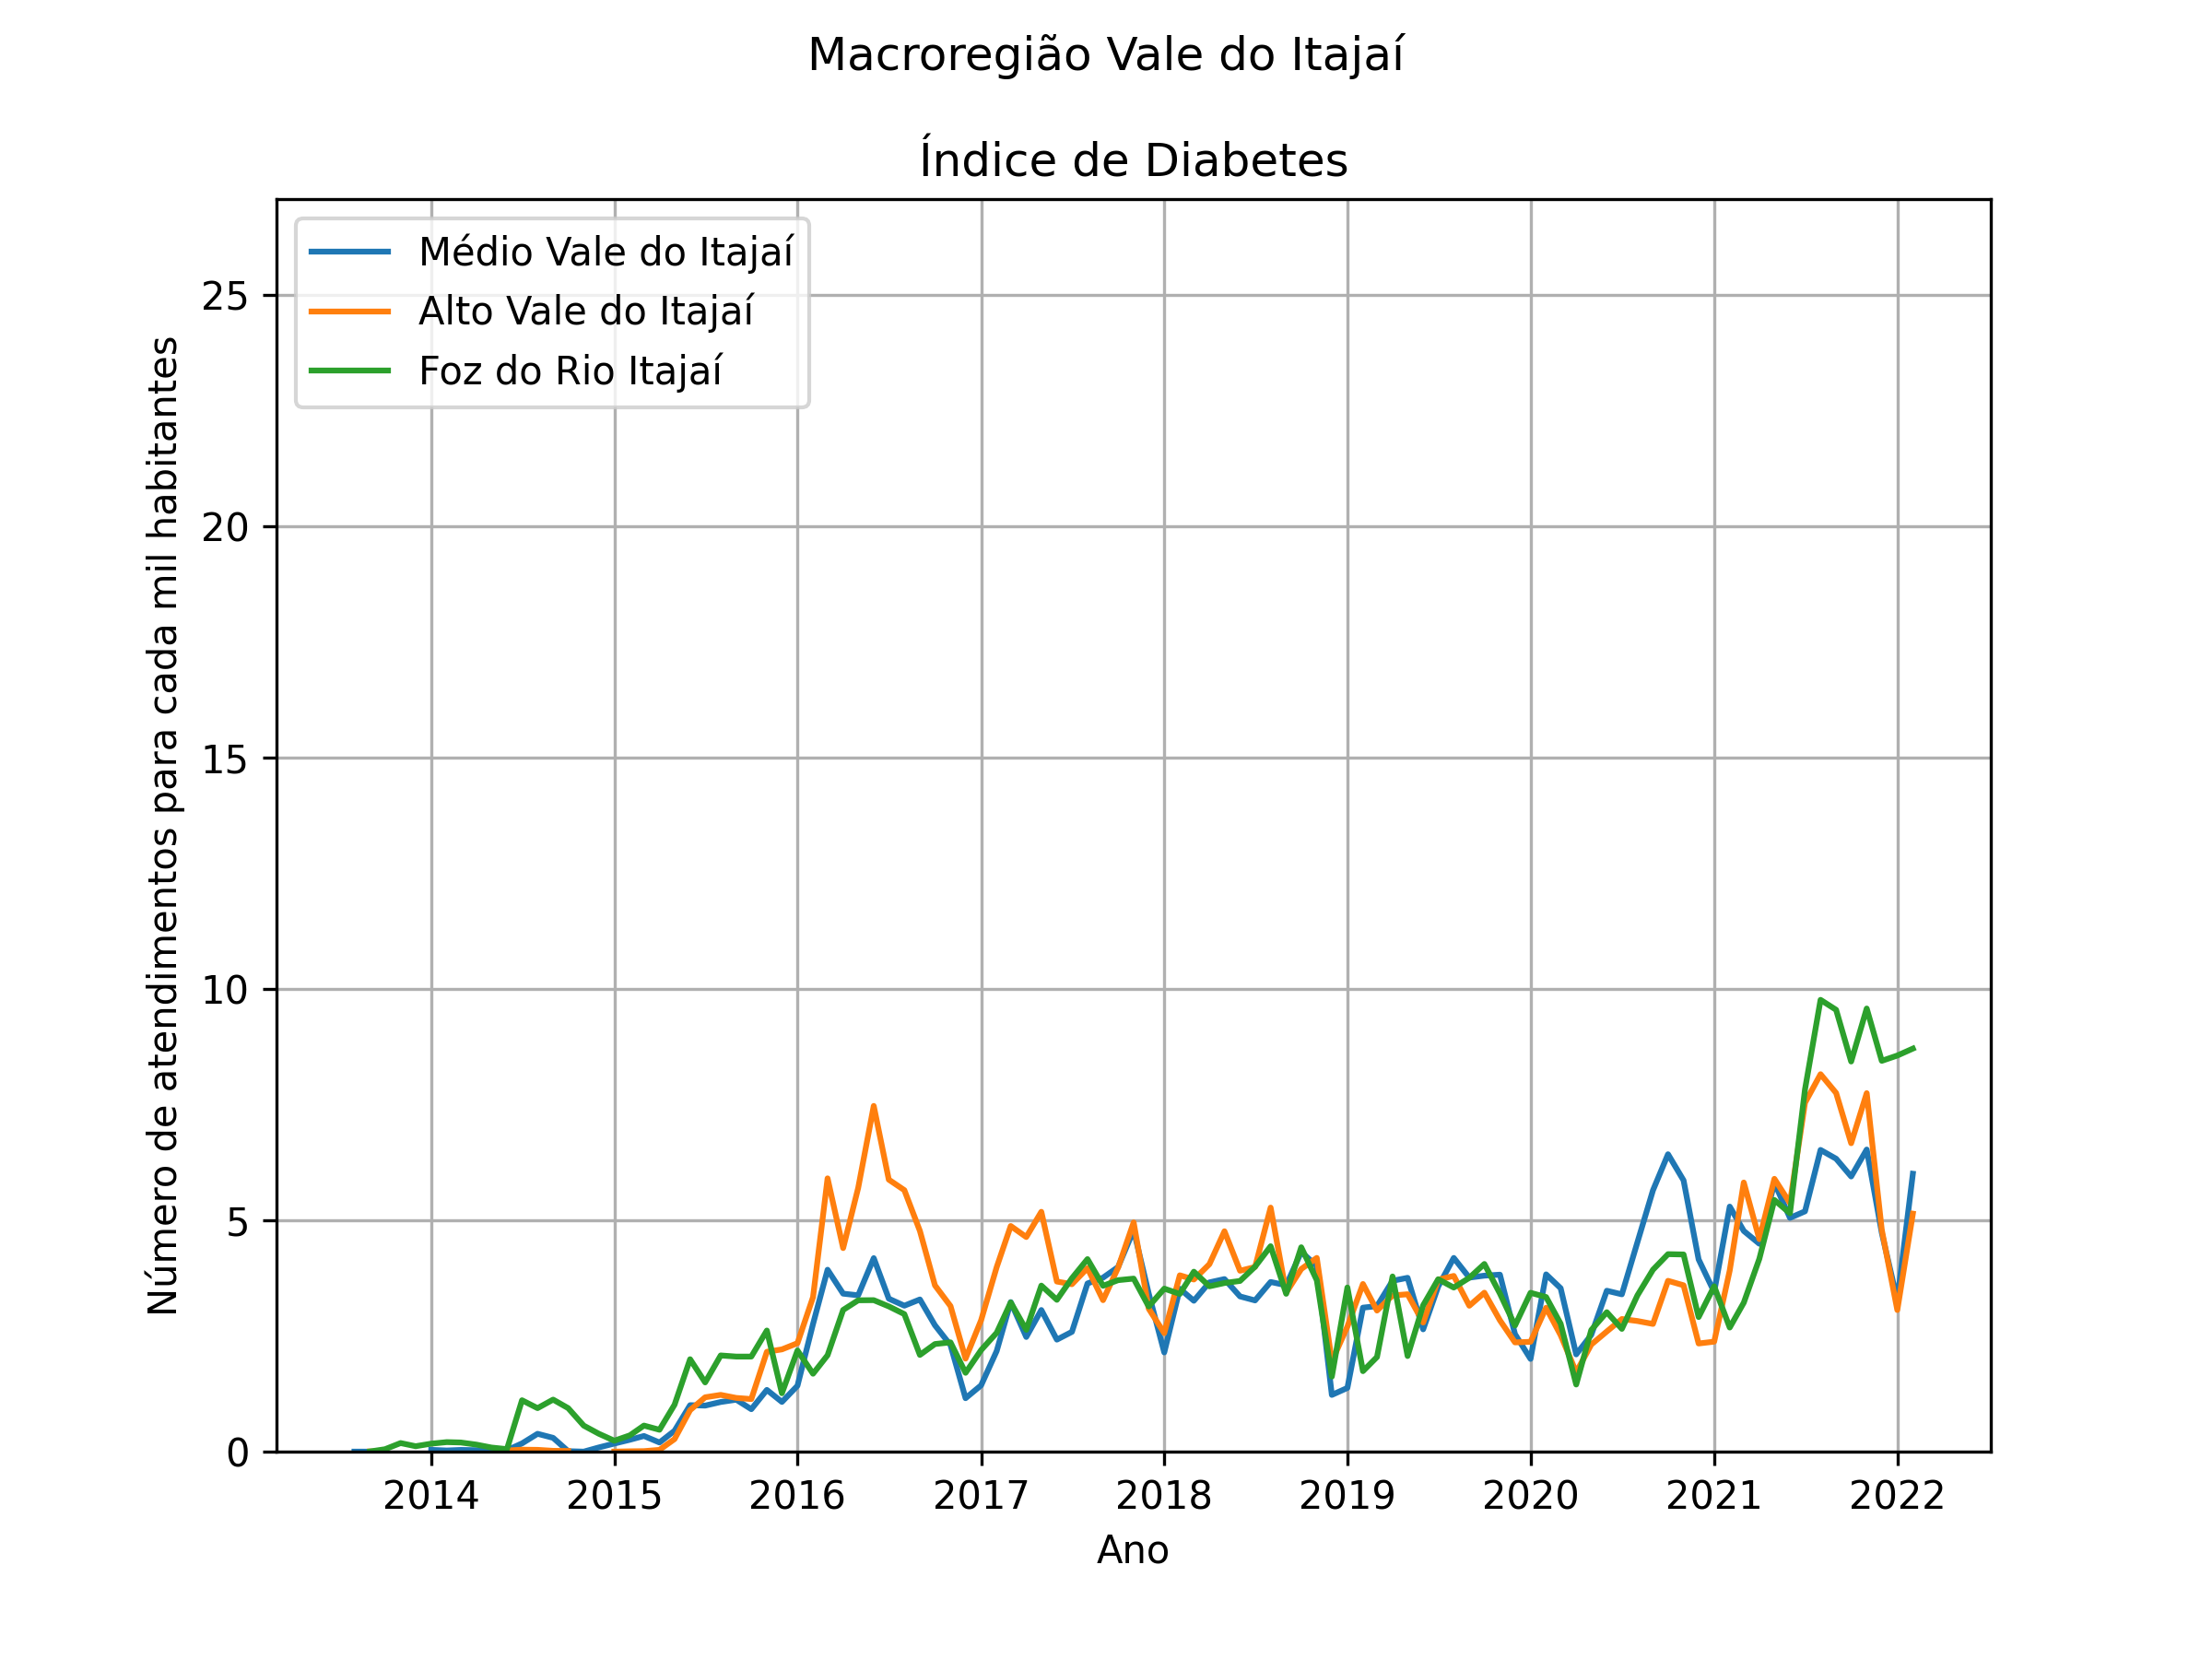 Macroregião Vale do Itajaí
Índice de Diabetes
Médio Vale do Itajaí
Alto Vale do Itajaí
Foz do Rio Itajaí
Número de atendimentos para cada mil habitantes
25
20
15
10
5
0
2014 2015 2016 2017 2018 2019 2020 2021 2022
Ano